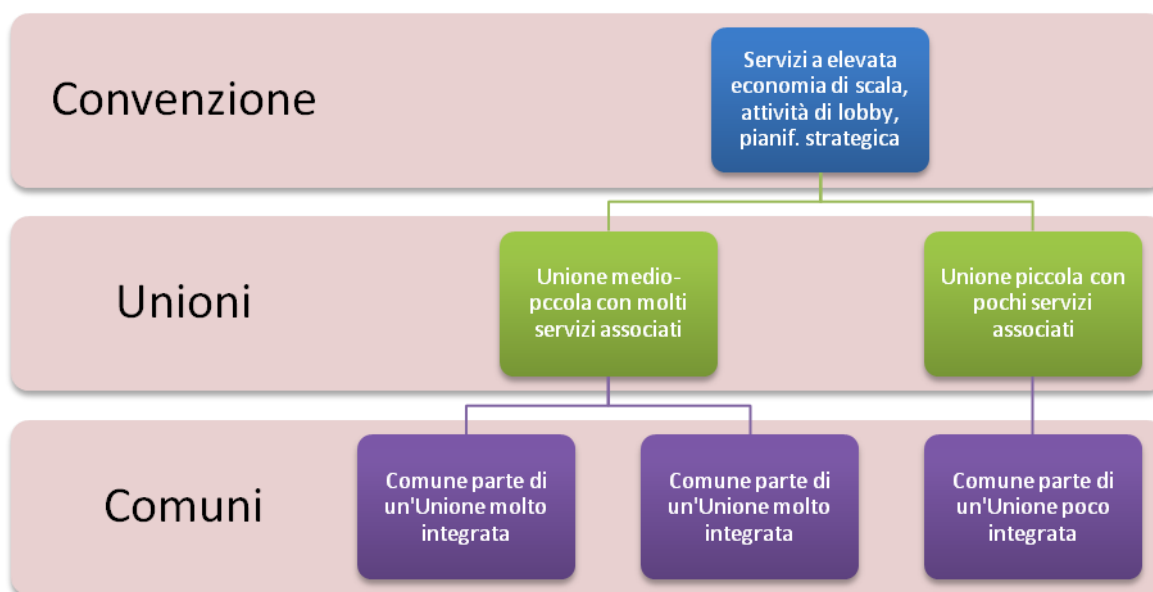 Convenzione
Servizi a elevata
economia di scala,
attività di lobby,
pianif. strategica
Unioni
Unione medio-
pccola con molti
servizi associati
Unione piccola con
pochi servizi
associati
Comuni
Comune parte di
un'Unione molto
integrata
Comune parte di
un'Unione molto
integrata
Comune parte di
un'Unione poco
integrata